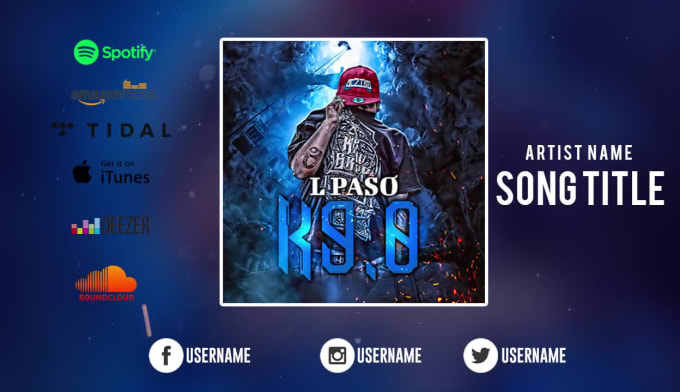 Spotify
amazon music
TIDAL
Get it on
iTunes
DEEZER
SOUNDCLOUD
L PASO
K9,0
ARTIST NAME
SONG TITLE
USERNAME
USERNAME
USERNAME